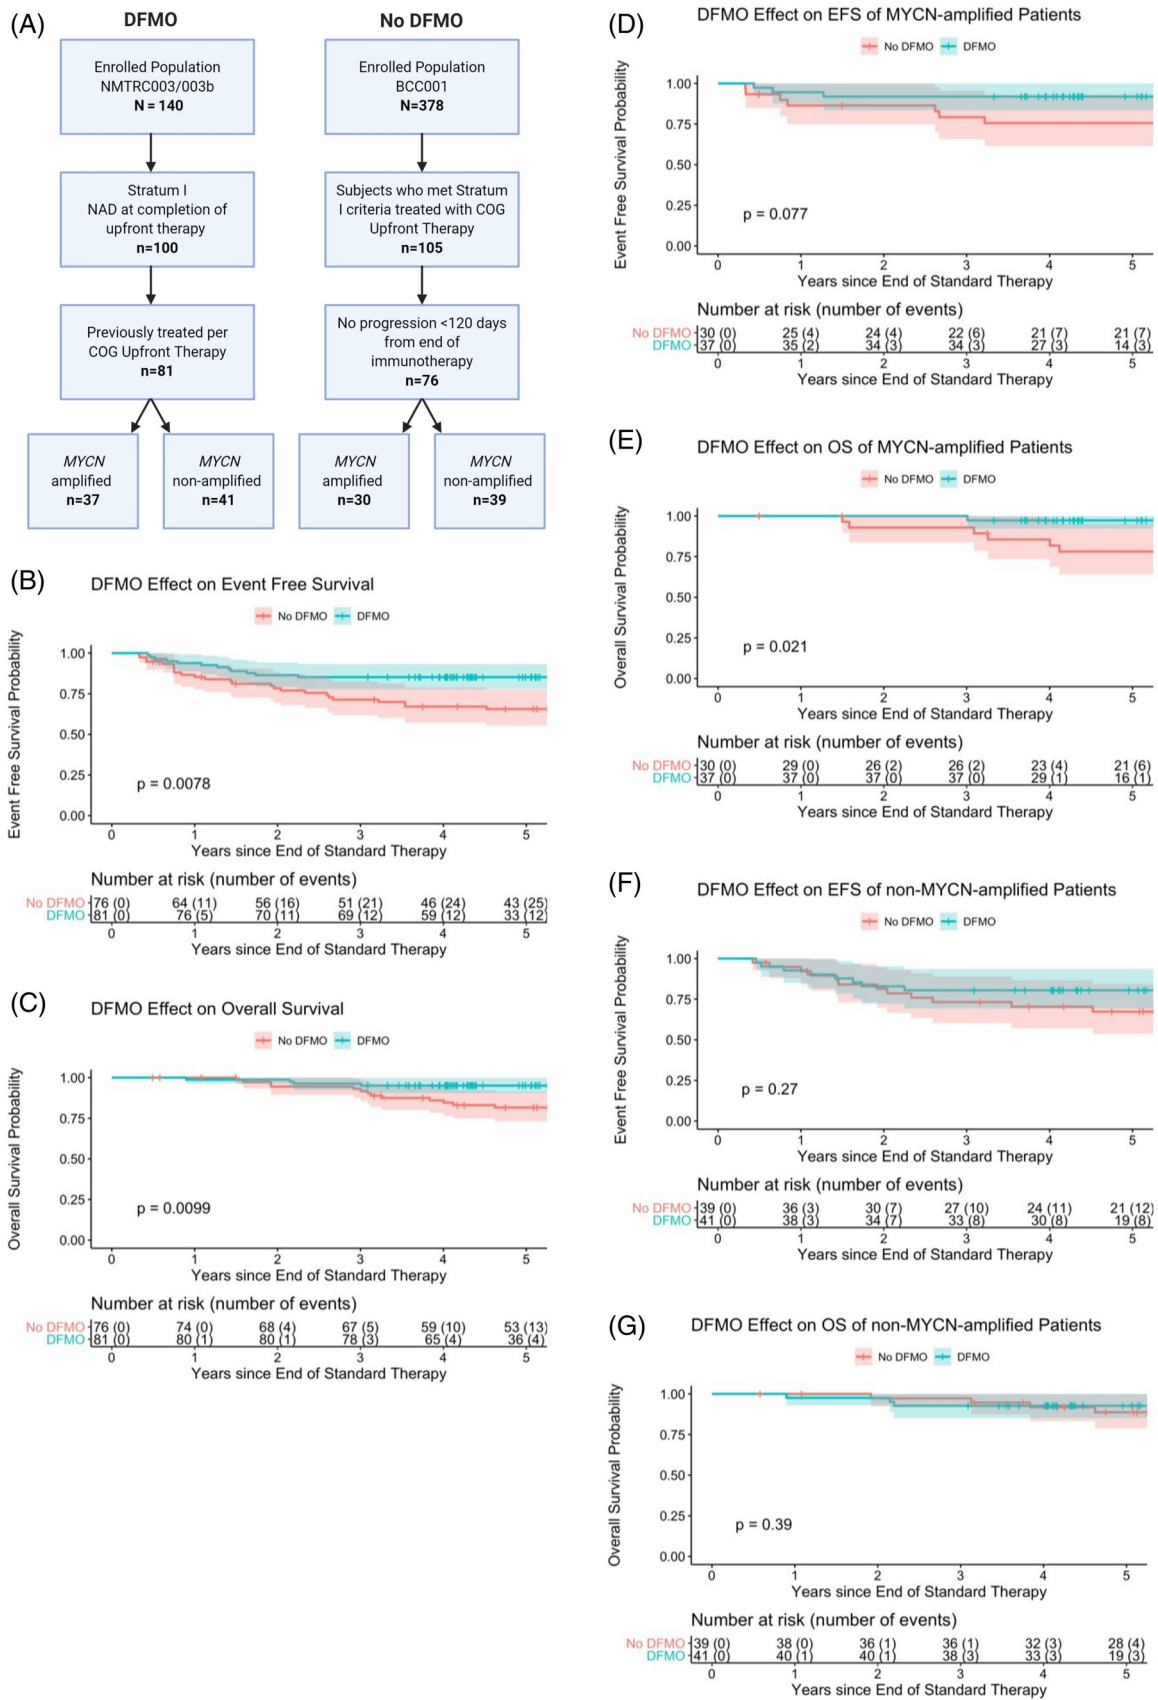 (A)
DFMO
No DFMO
Enrolled Population
NMTRC003/003b
N = 140
Enrolled Population
BCC001
N=378
Stratum I
NAD at completion of
upfront therapy
n=100
Subjects who met Stratum
I criteria treated with COG
Upfront Therapy
n=105
Previously treated per
COG Upfront Therapy
n=81
No progression <120 days
from end of
immunotherapy
n=76
MYCN
amplified
n=37
MYCN
non-amplified
n=41
MYCN
amplified
n=30
MYCN
non-amplified
n=39
(B)
DFMO Effect on Event Free Survival
No DFMO DFMO
Event Free Survival Probability
1.00
0.75
0.50
0.25
0.00
p = 0.0078
0 1 2 3 4 5
Years since End of Standard Therapy
Number at risk (number of events)
No DFMO 76 (0) 64 (11) 56 (16) 51 (21) 46 (24) 43 (25)
DFMO 81 (0) 76 (5) 70 (11) 69 (12) 59 (12) 33 (12)
0 1 2 3 4 5
Years since End of Standard Therapy
(C)
DFMO Effect on Overall Survival
No DFMO DFMO
Overall Survival Probability
1.00
0.75
0.50
0.25
0.00
p = 0.0099
0 1 2 3 4 5
Years since End of Standard Therapy
Number at risk (number of events)
No DFMO 76 (0) 74 (0) 68 (4) 67 (5) 59 (10) 53 (13)
DFMO 81 (0) 80 (1) 80 (1) 78 (3) 65 (4) 36 (4)
0 1 2 3 4 5
Years since End of Standard Therapy
(D)
DFMO Effect on EFS of MYCN-amplified Patients
No DFMO DFMO
Event Free Survival Probability
1.00
0.75
0.50
0.25
0.00
p = 0.077
0 1 2 3 4 5
Years since End of Standard Therapy
Number at risk (number of events)
No DFMO 30 (0) 25 (4) 24 (4) 22 (6) 21 (7) 21 (7)
DFMO 37 (0) 35 (2) 34 (3) 34 (3) 27 (3) 14 (3)
0 1 2 3 4 5
Years since End of Standard Therapy
(E)
DFMO Effect on OS of MYCN-amplified Patients
No DFMO DFMO
Overall Survival Probability
1.00
0.75
0.50
0.25
0.00
p = 0.021
0 1 2 3 4 5
Years since End of Standard Therapy
Number at risk (number of events)
No DFMO 30 (0) 29 (0) 26 (2) 26 (2) 23 (4) 21 (6)
DFMO 37 (0) 37 (0) 37 (0) 37 (0) 29 (1) 16 (1)
0 1 2 3 4 5
Years since End of Standard Therapy
(F)
DFMO Effect on EFS of non-MYCN-amplified Patients
No DFMO DFMO
Event Free Survival Probability
1.00
0.75
0.50
0.25
0.00
p = 0.27
0 1 2 3 4 5
Years since End of Standard Therapy
Number at risk (number of events)
No DFMO 39 (0) 36 (3) 30 (7) 27 (10) 24 (11) 21 (12)
DFMO 41 (0) 38 (3) 34 (7) 33 (8) 30 (8) 19 (8)
0 1 2 3 4 5
Years since End of Standard Therapy
(G)
DFMO Effect on OS of non-MYCN-amplified Patients
No DFMO DFMO
Overall Survival Probability
1.00
0.75
0.50
0.25
0.00
p = 0.39
0 1 2 3 4 5
Years since End of Standard Therapy
Number at risk (number of events)
No DFMO 39 (0) 38 (0) 36 (1) 36 (1) 32 (3) 28 (4)
DFMO 41 (0) 40 (1) 40 (1) 38 (3) 33 (3) 19 (3)
0 1 2 3 4 5
Years since End of Standard Therapy